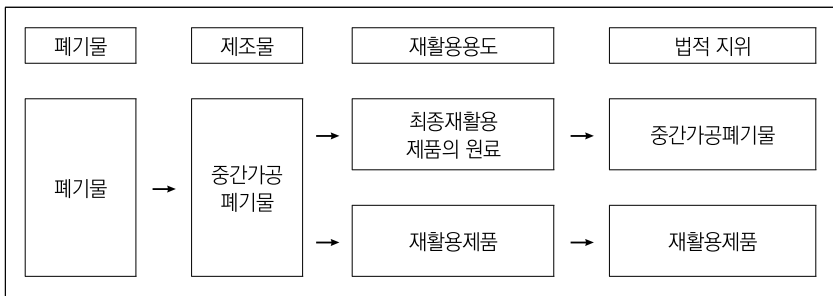 폐기물
제조물
재활용용도
법적 지위
폐기물
중간가공
폐기물
최종재활용
제품의 원료
중간가공폐기물
재활용제품
재활용제품